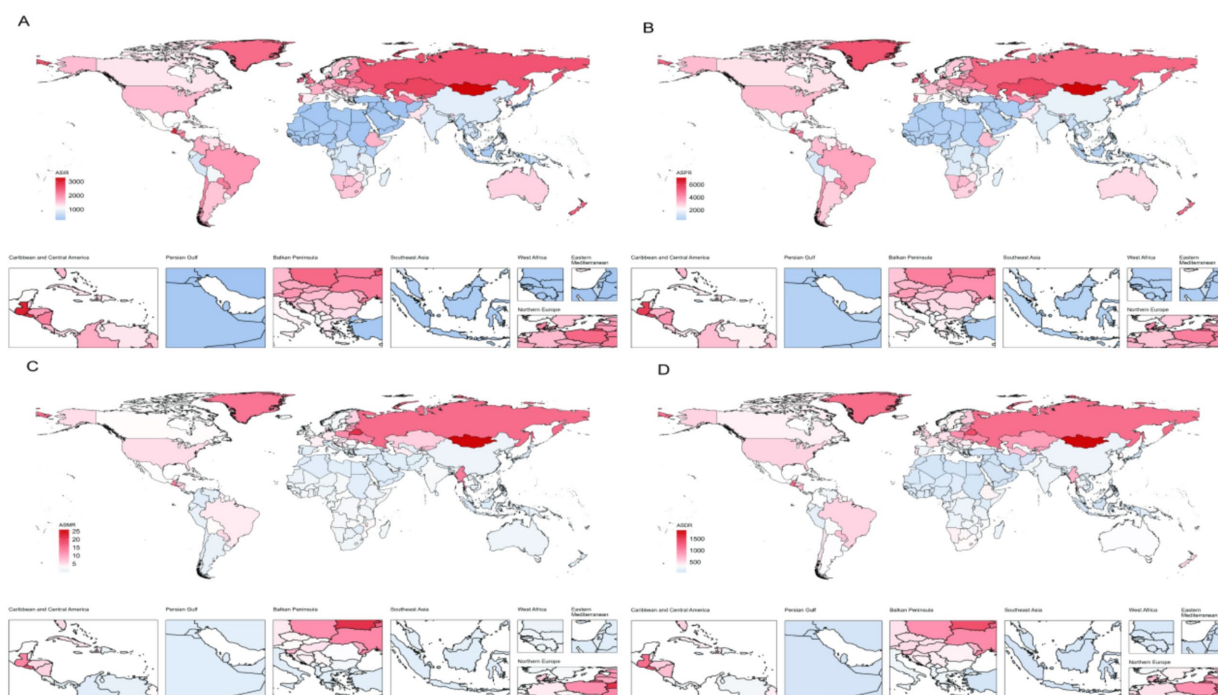 A
ASIR
3000
2000
1000
Caribbean and Central America
Persian Gulf
Balkan Peninsula
Southeast Asia
West Africa
Eastern
Mediterranean
Northern Europe
B
ASPR
6000
4000
2000
Caribbean and Central America
Persian Gulf
Balkan Peninsula
Southeast Asia
West Africa
Eastern
Mediterranean
Northern Europe
C
ASMR
25
20
15
10
5
Caribbean and Central America
Persian Gulf
Balkan Peninsula
Southeast Asia
West Africa
Eastern
Mediterranean
Northern Europe
D
ASDR
1500
1000
500
Caribbean and Central America
Persian Gulf
Balkan Peninsula
Southeast Asia
West Africa
Eastern
Mediterranean
Northern Europe